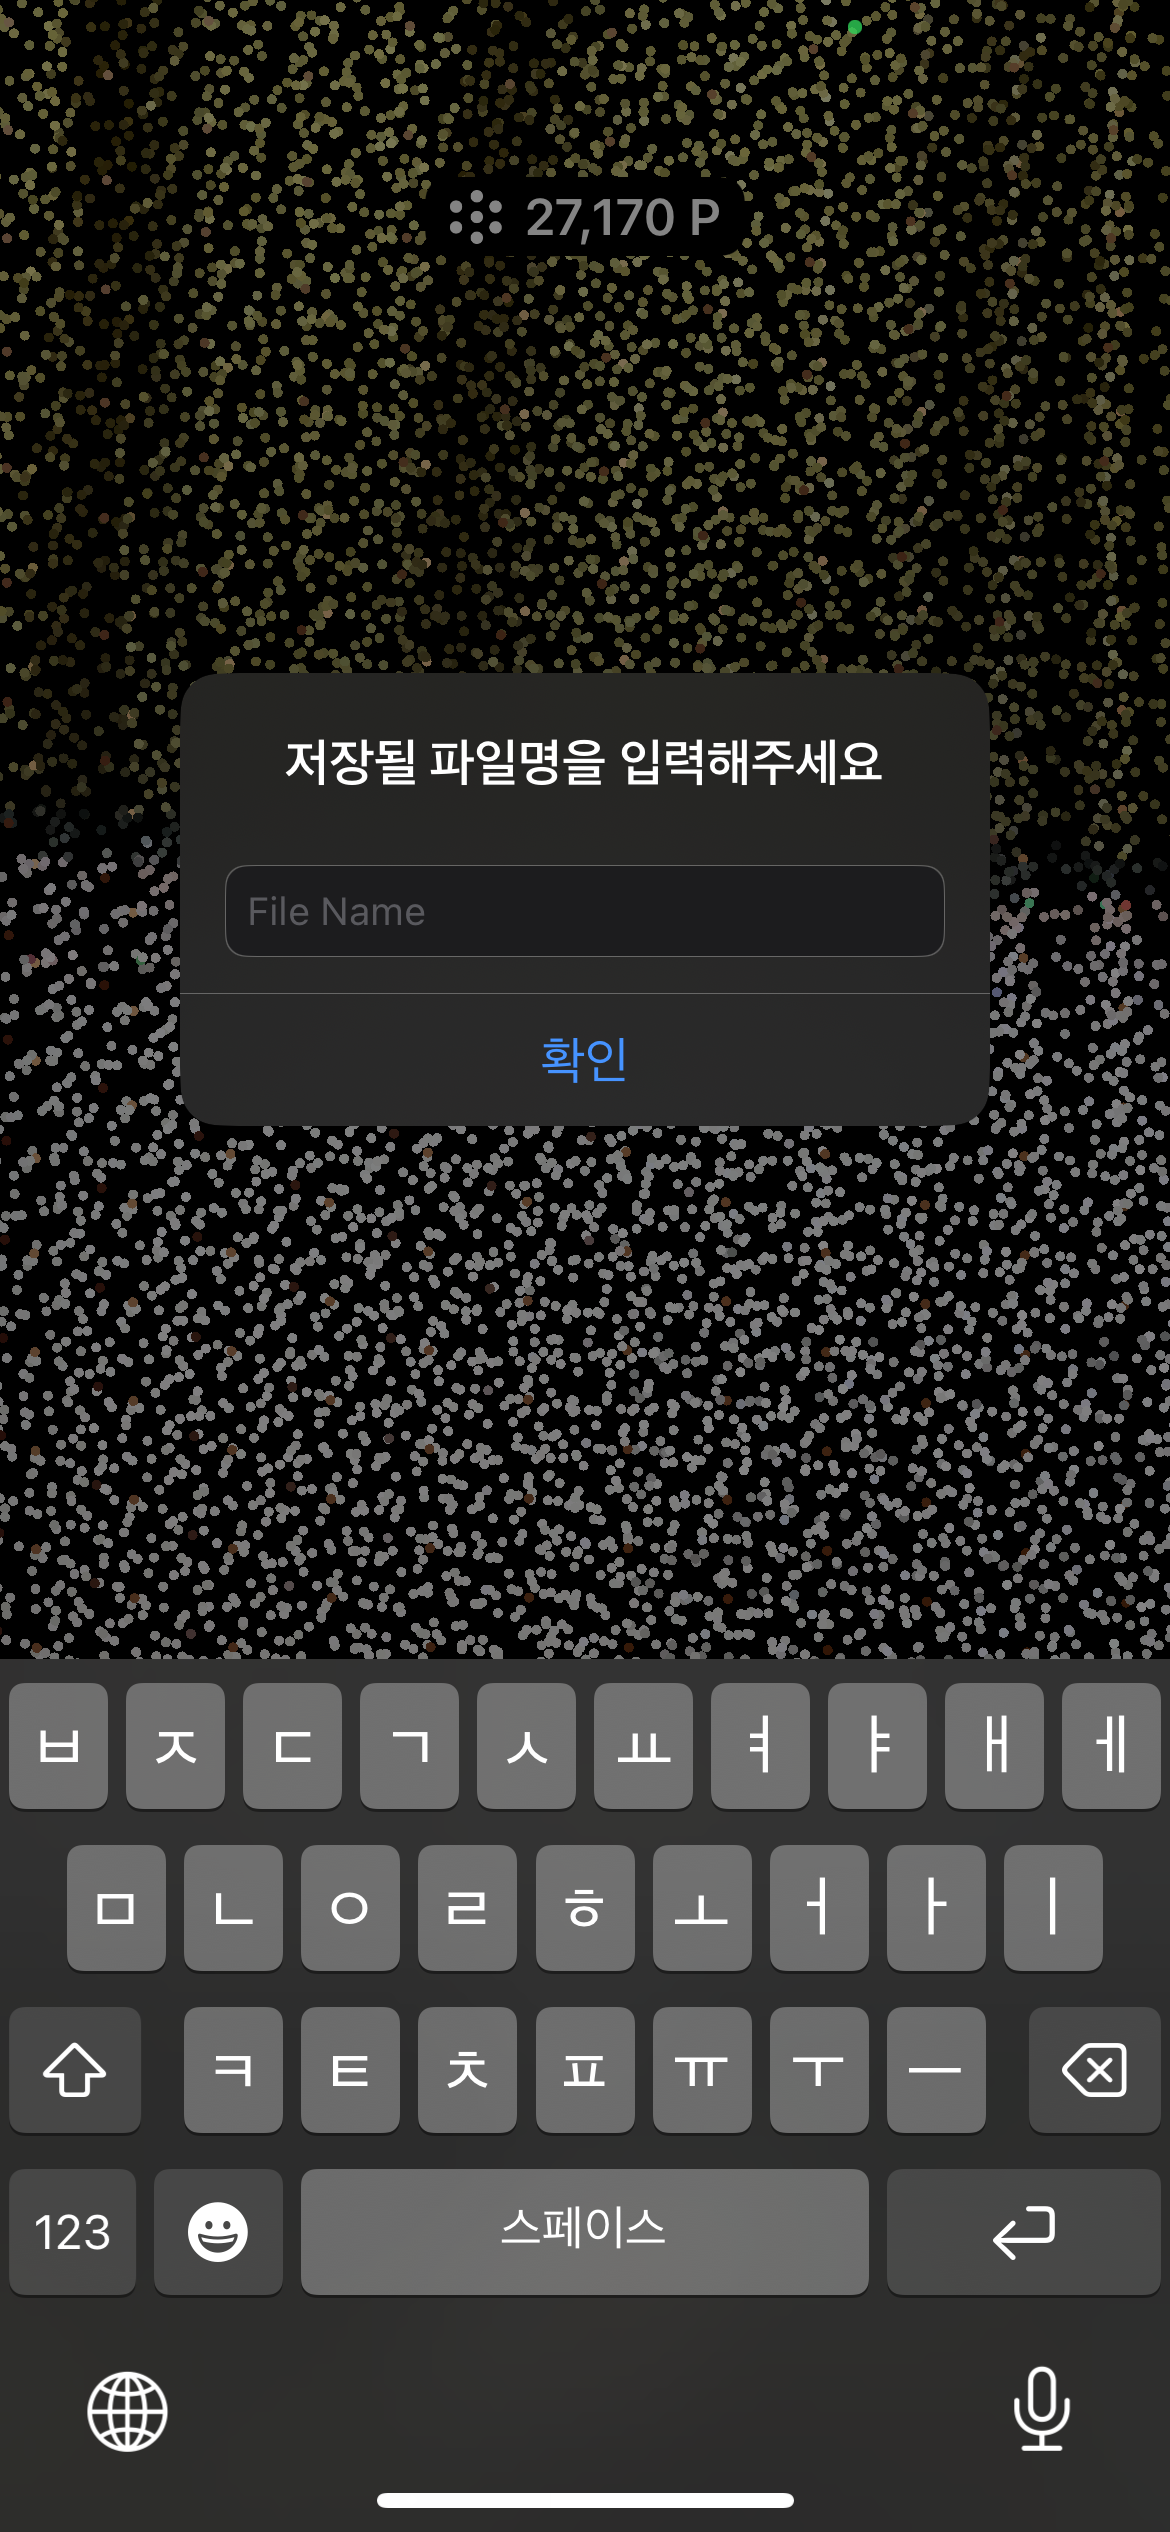 27,170 P
저장될 파일명을 입력해주세요
File Name
확인
ㅂ ㅈ ㄷ ㄱ ㅅ ㅛ ㅕ ㅑ ㅐ ㅔ
ㅁ ㄴ ㅇ ㄹ ㅎ ㅗ ㅓ ㅏ ㅣ
ㅋ ㅌ ㅊ ㅍ ㅠ ㅜ ㅡ
123 스페이스